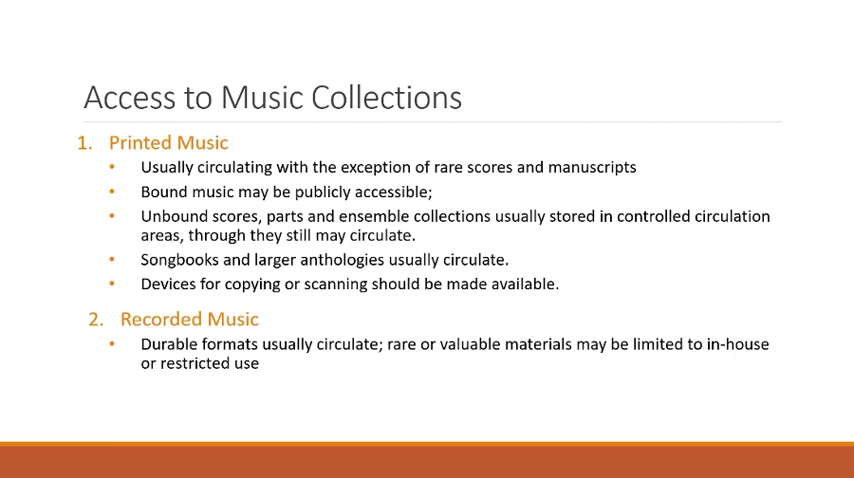 Access to Music Collections
1. Printed Music
• Usually circulating with the exception of rare scores and manuscripts
• Bound music may be publicly accessible;
• Unbound scores, parts and ensemble collections usually stored in controlled circulation
areas, through they still may circulate.
• Songbooks and larger anthologies usually circulate.
• Devices for copying or scanning should be made available.
2. Recorded Music
• Durable formats usually circulate; rare or valuable materials may be limited to in-house
or restricted use